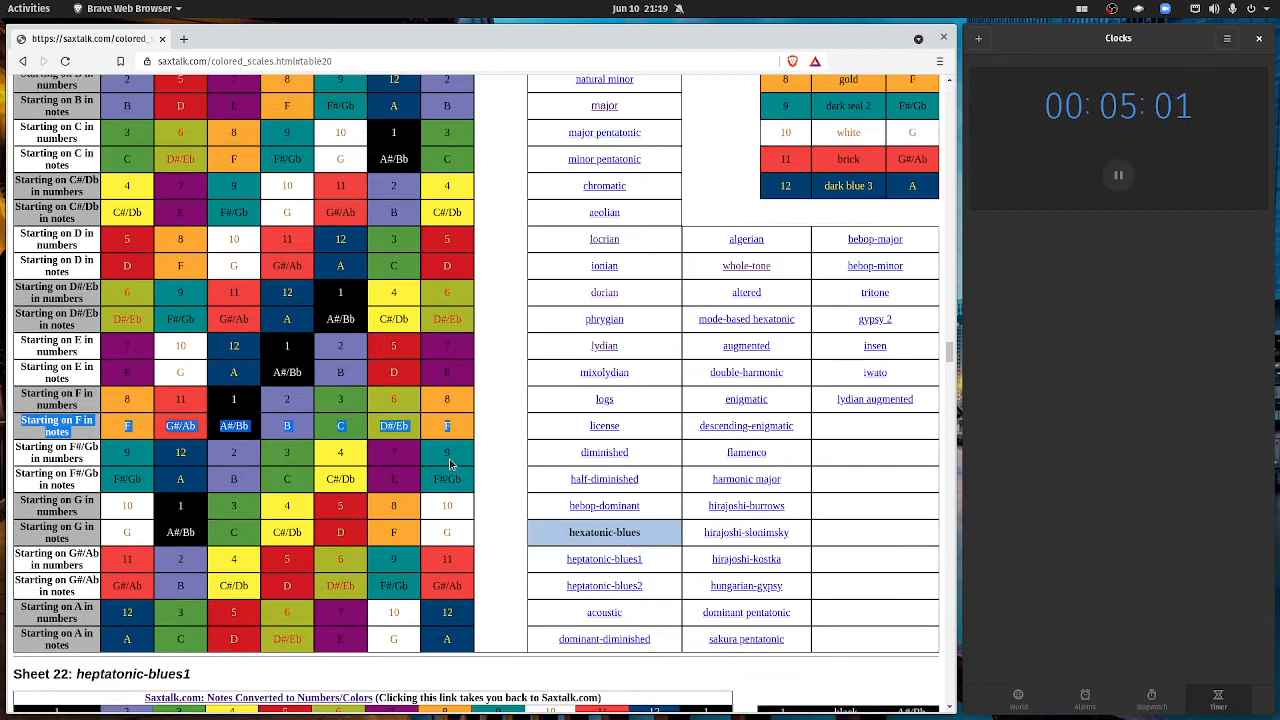 Activities
Brave Web Browser
Jun 10 21:19
https://saxtalk.com/colored_s
saxtalk.com/colored_scales.html#table20
Starting on B in numbers 2 5 7 8 9 12 2 natural minor 8 gold F
Starting on B in notes B D E F F#/Gb A B major 9 dark teal 2 F#/Gb
Starting on C in numbers 3 6 8 9 10 1 3 major pentatonic 10 white G
Starting on C in notes C D#/Eb F F#/Gb G A#/Bb C minor pentatonic 11 brick G#/Ab
Starting on C#/Db in numbers 4 7 9 10 11 2 4 chromatic 12 dark blue 3 A
Starting on C#/Db in notes C#/Db E F#/Gb G G#/Ab B C#/Db aeolian
Starting on D in numbers 5 8 10 11 12 3 5 locrian algerian bebop-major
Starting on D in notes D F G G#/Ab A C D ionian whole-tone bebop-minor
Starting on D#/Eb in numbers 6 9 11 12 1 4 6 dorian altered tritone
Starting on D#/Eb in notes D#/Eb F#/Gb G#/Ab A A#/Bb C#/Db D#/Eb phrygian mode-based hexatonic gypsy 2
Starting on E in numbers 7 10 12 1 2 5 7 lydian augmented insen
Starting on E in notes E G A A#/Bb B D E mixolydian double-harmonic iwato
Starting on F in numbers 8 11 1 2 3 6 8 logs enigmatic lydian augmented
Starting on F in notes F G#/Ab A#/Bb B C D#/Eb F license descending-enigmatic
Starting on F#/Gb in numbers 9 12 2 3 4 7 9 diminished flamenco
Starting on F#/Gb in notes F#/Gb A B C C#/Db E F#/Gb half-diminished harmonic major
Starting on G in numbers 10 1 3 4 5 8 10 bebop-dominant hirajoshi-burrows
Starting on G in notes G A#/Bb C C#/Db D F G hexatonic-blues hirajoshi-slonimsky
Starting on G#/Ab in numbers 11 2 4 5 6 9 11 heptatonic-blues1 hirajoshi-kostka
Starting on G#/Ab in notes G#/Ab B C#/Db D D#/Eb F#/Gb G#/Ab heptatonic-blues2 hungarian-gypsy
Starting on A in numbers 12 3 5 6 7 10 12 acoustic dominant pentatonic
Starting on A in notes A C D D#/Eb E G A dominant-diminished sakura pentatonic
Sheet 22: heptatonic-blues1
Saxtalk.com: Notes Converted to Numbers/Colors (Clicking this link takes you back to Saxtalk.com)
Clocks
00: 05: 01
World
Alarms
Stopwatch
Timer